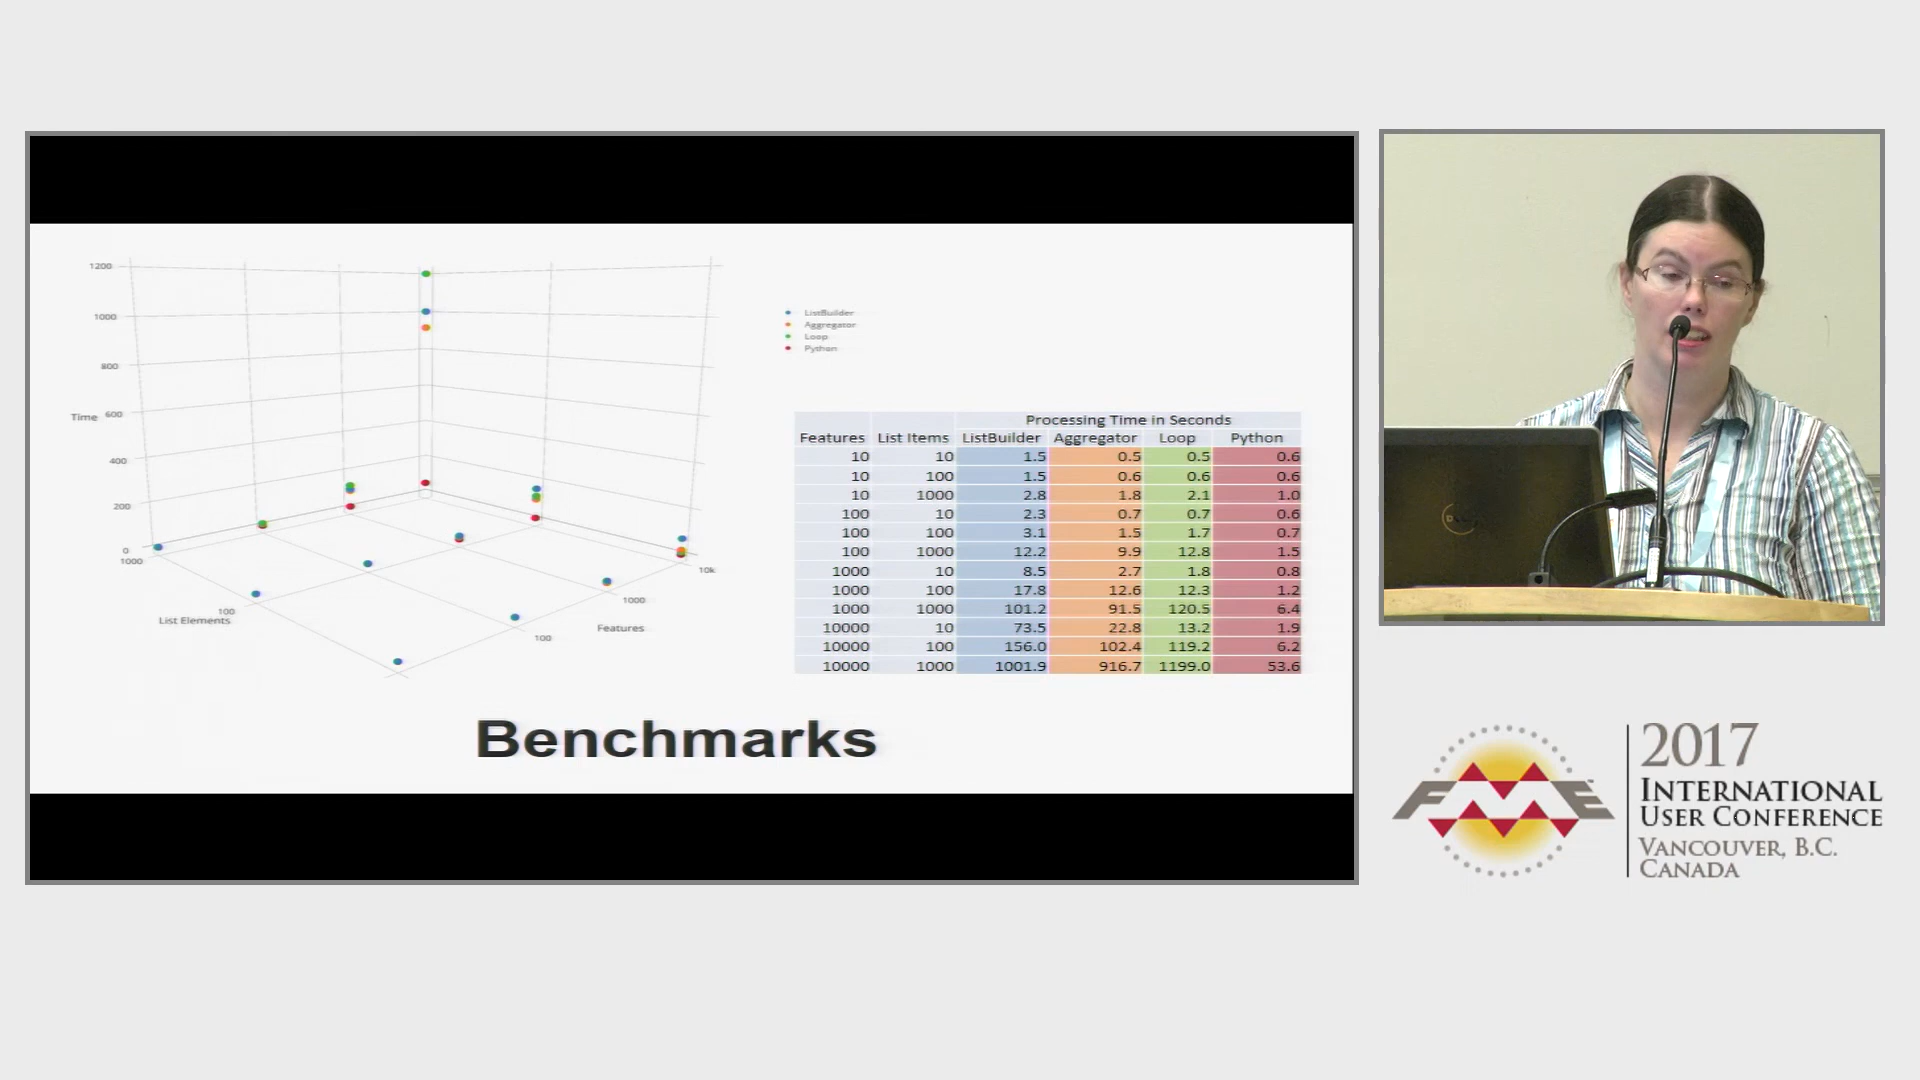 1200
1000
800
Time 600
400
200
0
1000
100
List Elements
10k
1000
Features
100
ListBuilder
Aggregator
Loop
Python
Processing Time in Seconds
Features List Items ListBuilder Aggregator Loop Python
10 10 1.5 0.5 0.5 0.6
10 100 1.5 0.6 0.6 0.6
10 1000 2.8 1.8 2.1 1.0
100 10 2.3 0.7 0.7 0.6
100 100 3.1 1.5 1.7 0.7
100 1000 12.2 9.9 12.8 1.5
1000 10 8.5 2.7 1.8 0.8
1000 100 17.8 12.6 12.3 1.2
1000 1000 101.2 91.5 120.5 6.4
10000 10 73.5 22.8 13.2 1.9
10000 100 156.0 102.4 119.2 6.2
10000 1000 1001.9 916.7 1199.0 53.6
Benchmarks
FME
2017
INTERNATIONAL
USER CONFERENCE
VANCOUVER, B.C.
CANADA